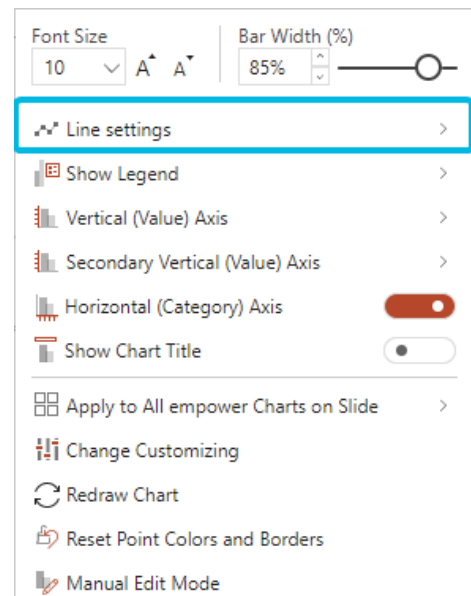 Font Size
Bar Width (%)
10
A
A
85%
Line settings
Show Legend
Vertical (Value) Axis
Secondary Vertical (Value) Axis
Horizontal (Category) Axis
Show Chart Title
Apply to All empower Charts on Slide
Change Customizing
Redraw Chart
Reset Point Colors and Borders
Manual Edit Mode